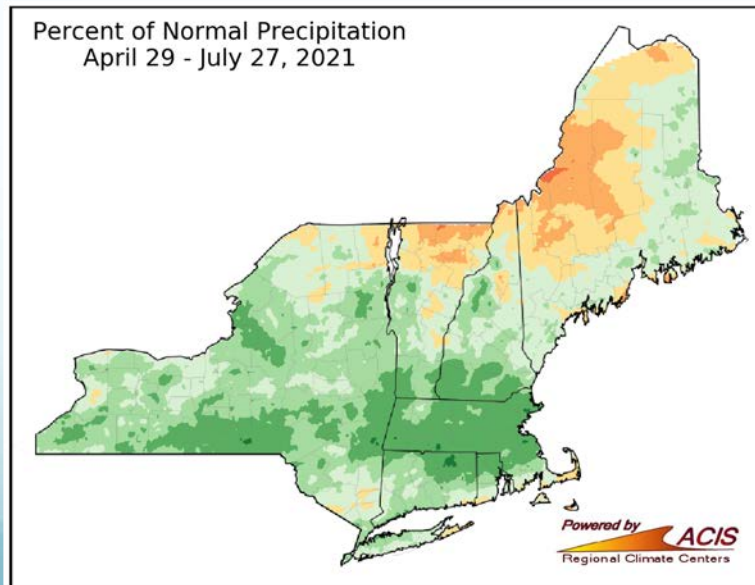 Percent of Normal Precipitation
April 29 - July 27, 2021
Powered by
ACIS
Regional Climate Centers